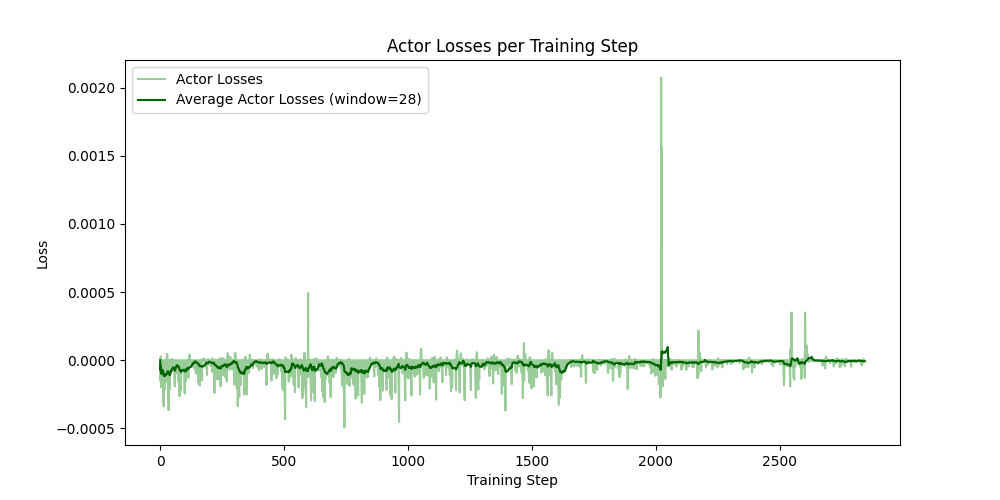 Actor Losses per Training Step
Actor Losses
Average Actor Losses (window=28)
0.0020
0.0015
0.0010
0.0005
0.0000
−0.0005
Loss
0 500 1000 1500 2000 2500
Training Step